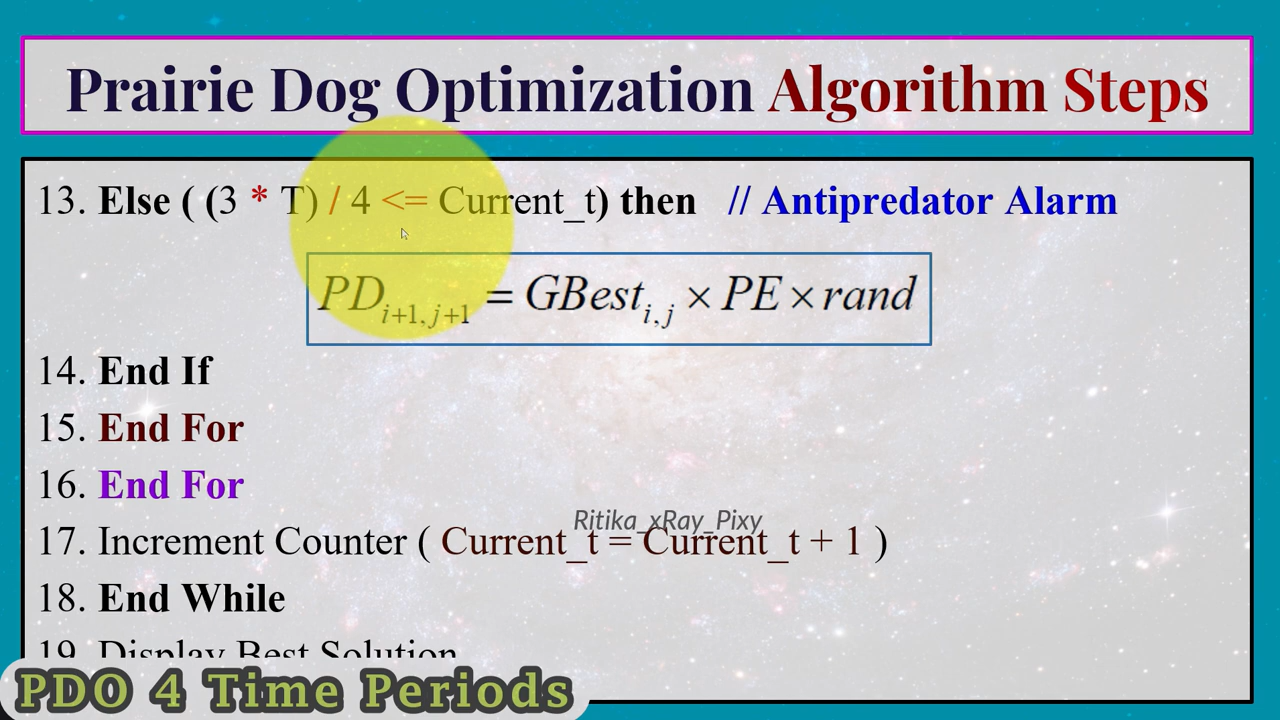 Prairie Dog Optimization Algorithm Steps
13. Else ( (3 * T) / 4 <= Current_t) then // Antipredator Alarm
PD_{i+1,j+1} = GBest_{i,j} × PE × rand
14. End If
15. End For
16. End For
Ritika_xRay_Pixy
17. Increment Counter ( Current_t = Current_t + 1 )
18. End While
19. Display Best Solution
PDO 4 Time Periods